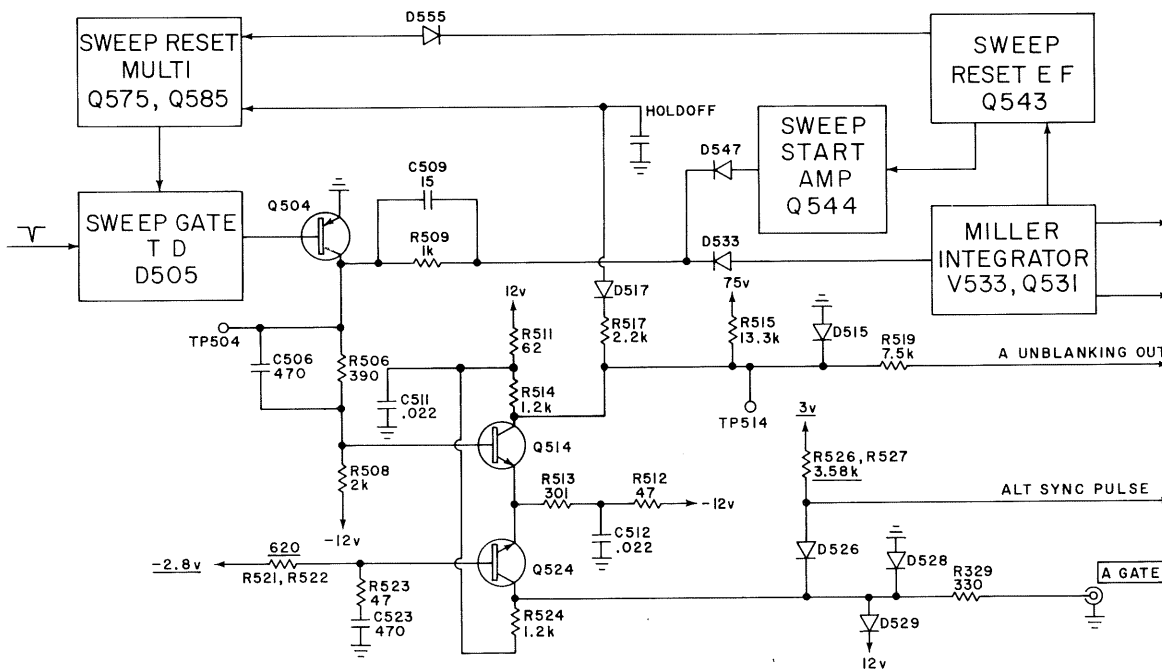 D555
SWEEP RESET
MULTI
Q575, Q585
SWEEP
RESET E F
Q543
HOLDOFF
SWEEP
START
AMP
Q544
D547
C509
15
Q504
SWEEP GATE
T D
D505
R509
1k
D533
MILLER
INTEGRATOR
V533, Q531
12v
D517
75v
R511
62
R517
2.2k
R515
13.3k
D515
R519
7.5k
A UNBLANKING OUT
TP504
C506
470
R506
390
C511
.022
R514
1.2k
TP514
Q514
3v
R526, R527
3.58k
R508
2k
R513
301
R512
47
-12v
ALT SYNC PULSE
-12v
C512
.022
D526
D528
-2.8v
620
R521, R522
Q524
R329
330
A GATE
R523
47
C523
470
R524
1.2k
D529
12v